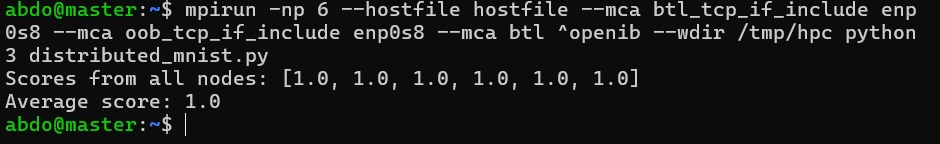 abdo@master:~$ mpirun -np 6 --hostfile hostfile --mca btl_tcp_if_include enp
0s8 --mca oob_tcp_if_include enp0s8 --mca btl ^openib --wdir /tmp/hpc python
3 distributed_mnist.py
Scores from all nodes: [1.0, 1.0, 1.0, 1.0, 1.0, 1.0]
Average score: 1.0
abdo@master:~$